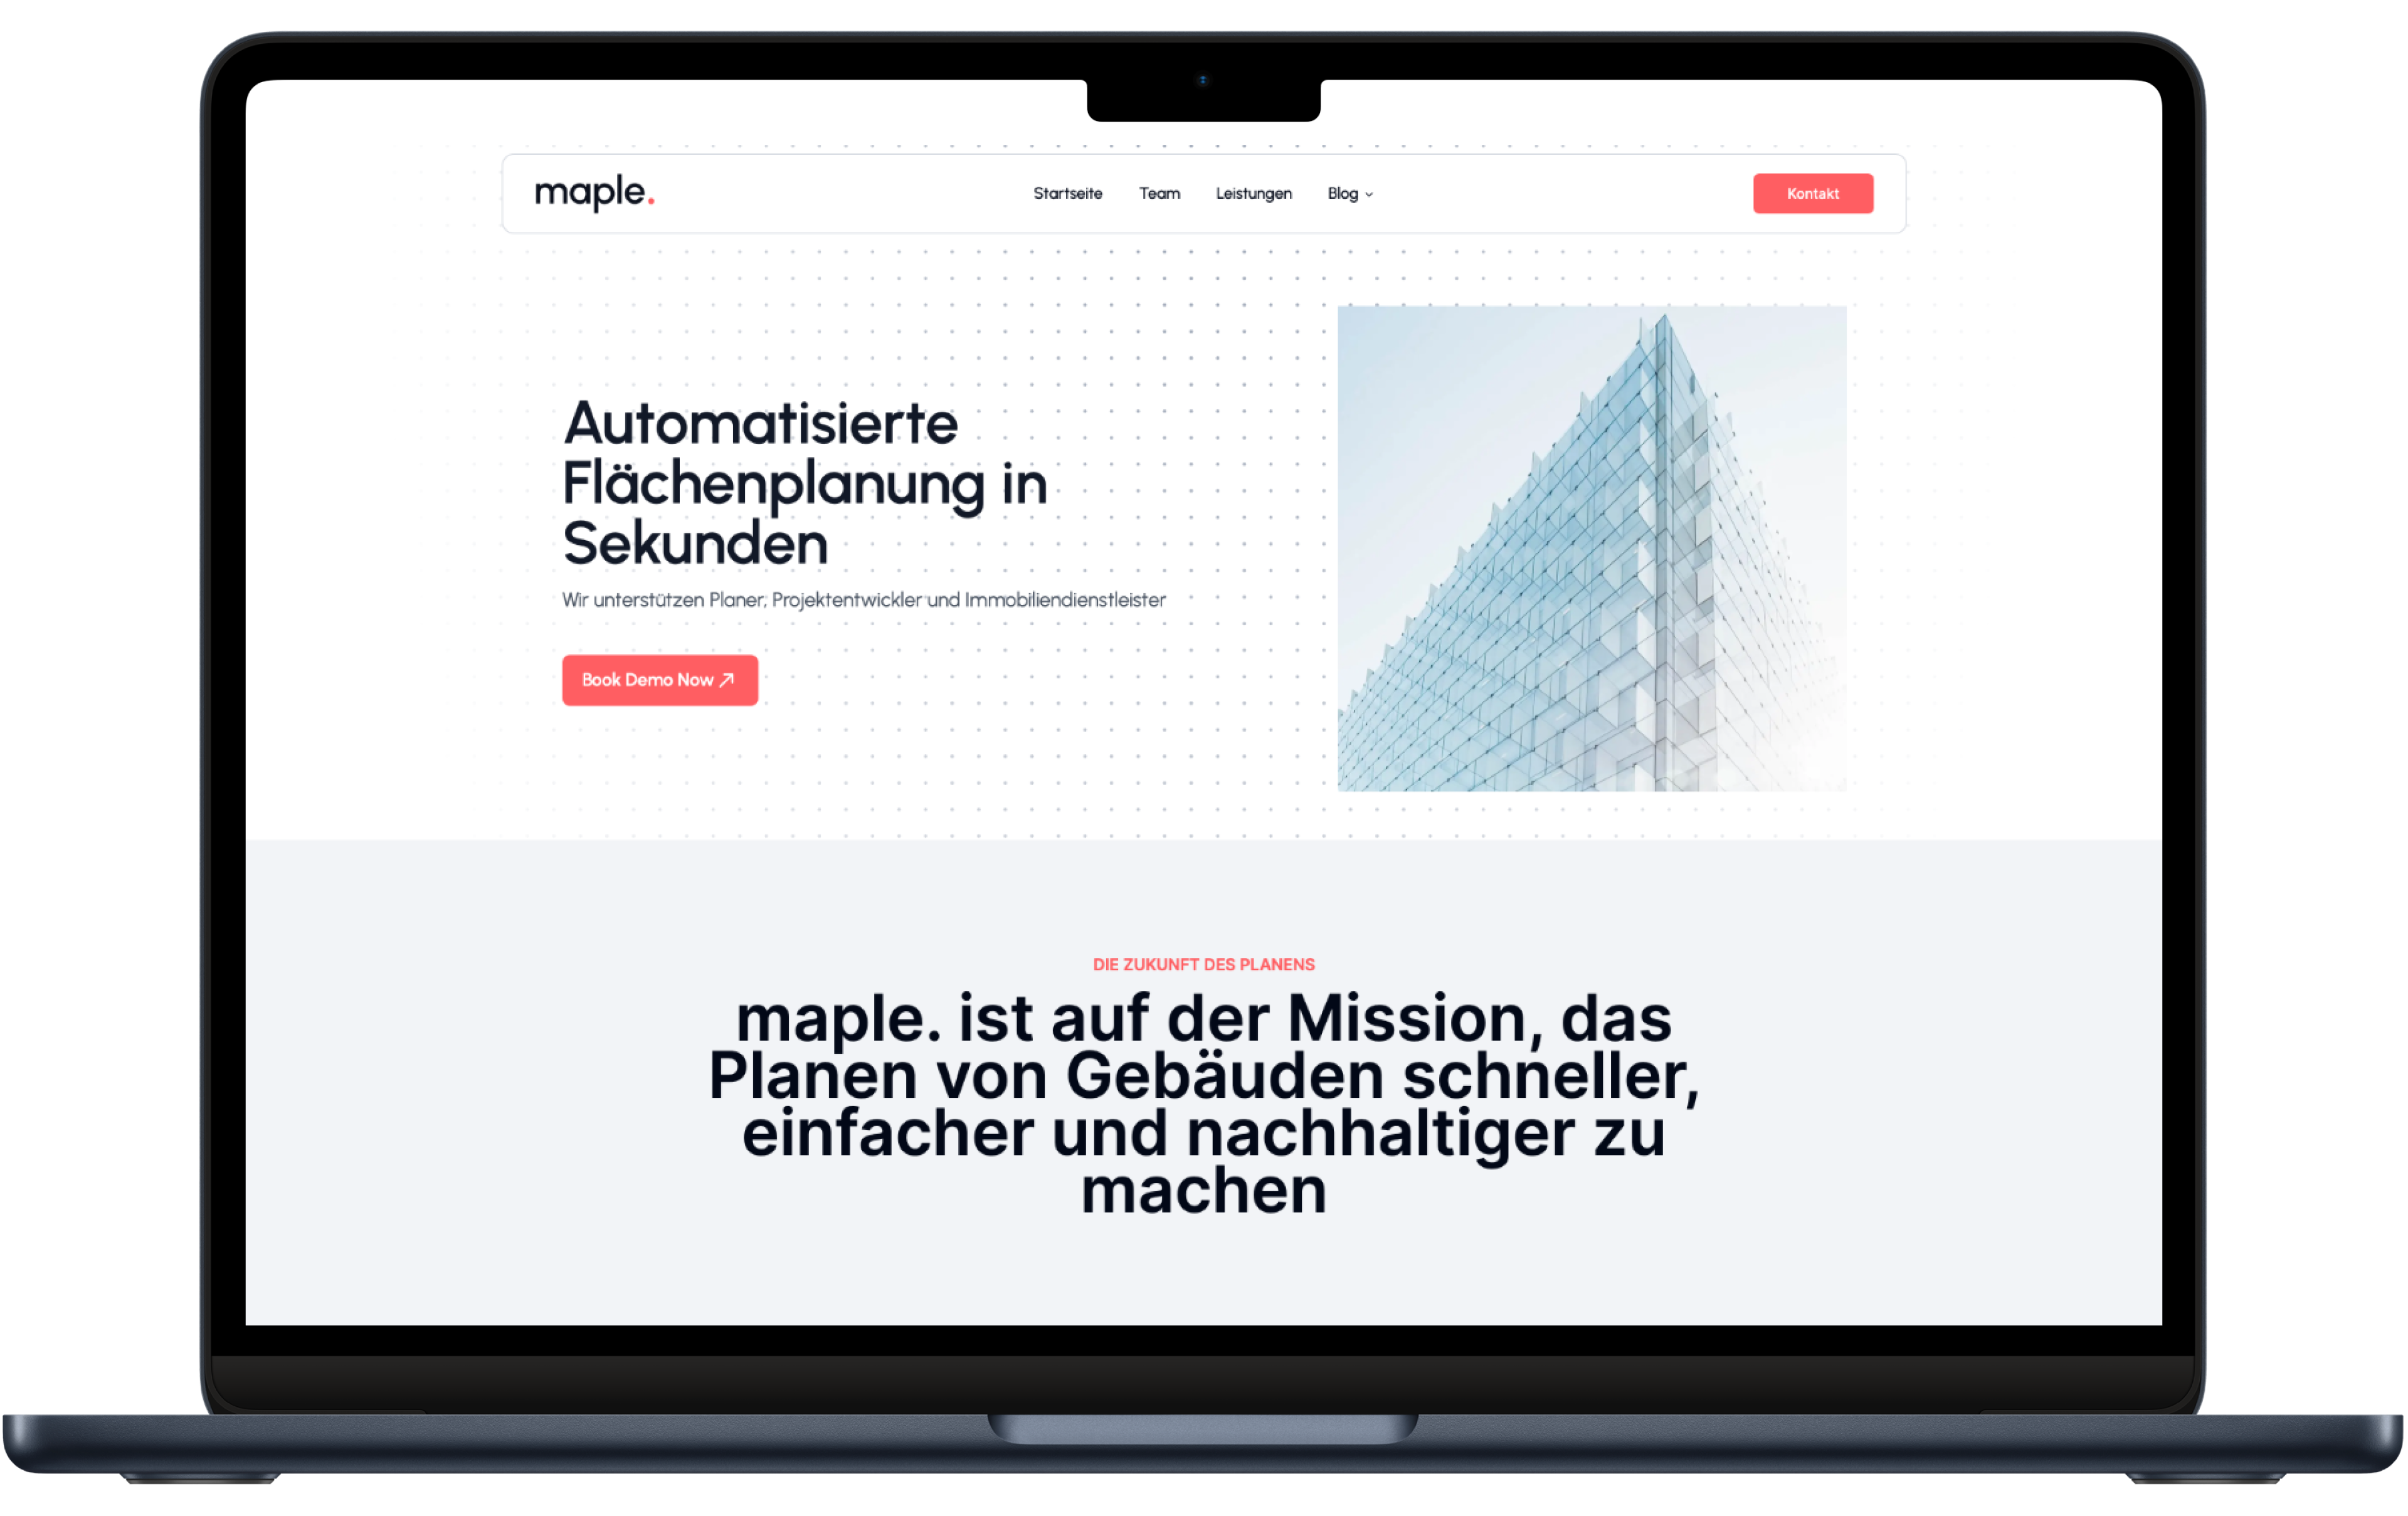 maple.
Startseite Team Leistungen Blog
Kontakt
Automatisierte
Flächenplanung in
Sekunden
Wir unterstützen Planer, Projektentwickler und Immobiliendienstleister
Book Demo Now
DIE ZUKUNFT DES PLANENS
maple. ist auf der Mission, das
Planen von Gebäuden schneller,
einfacher und nachhaltiger zu
machen